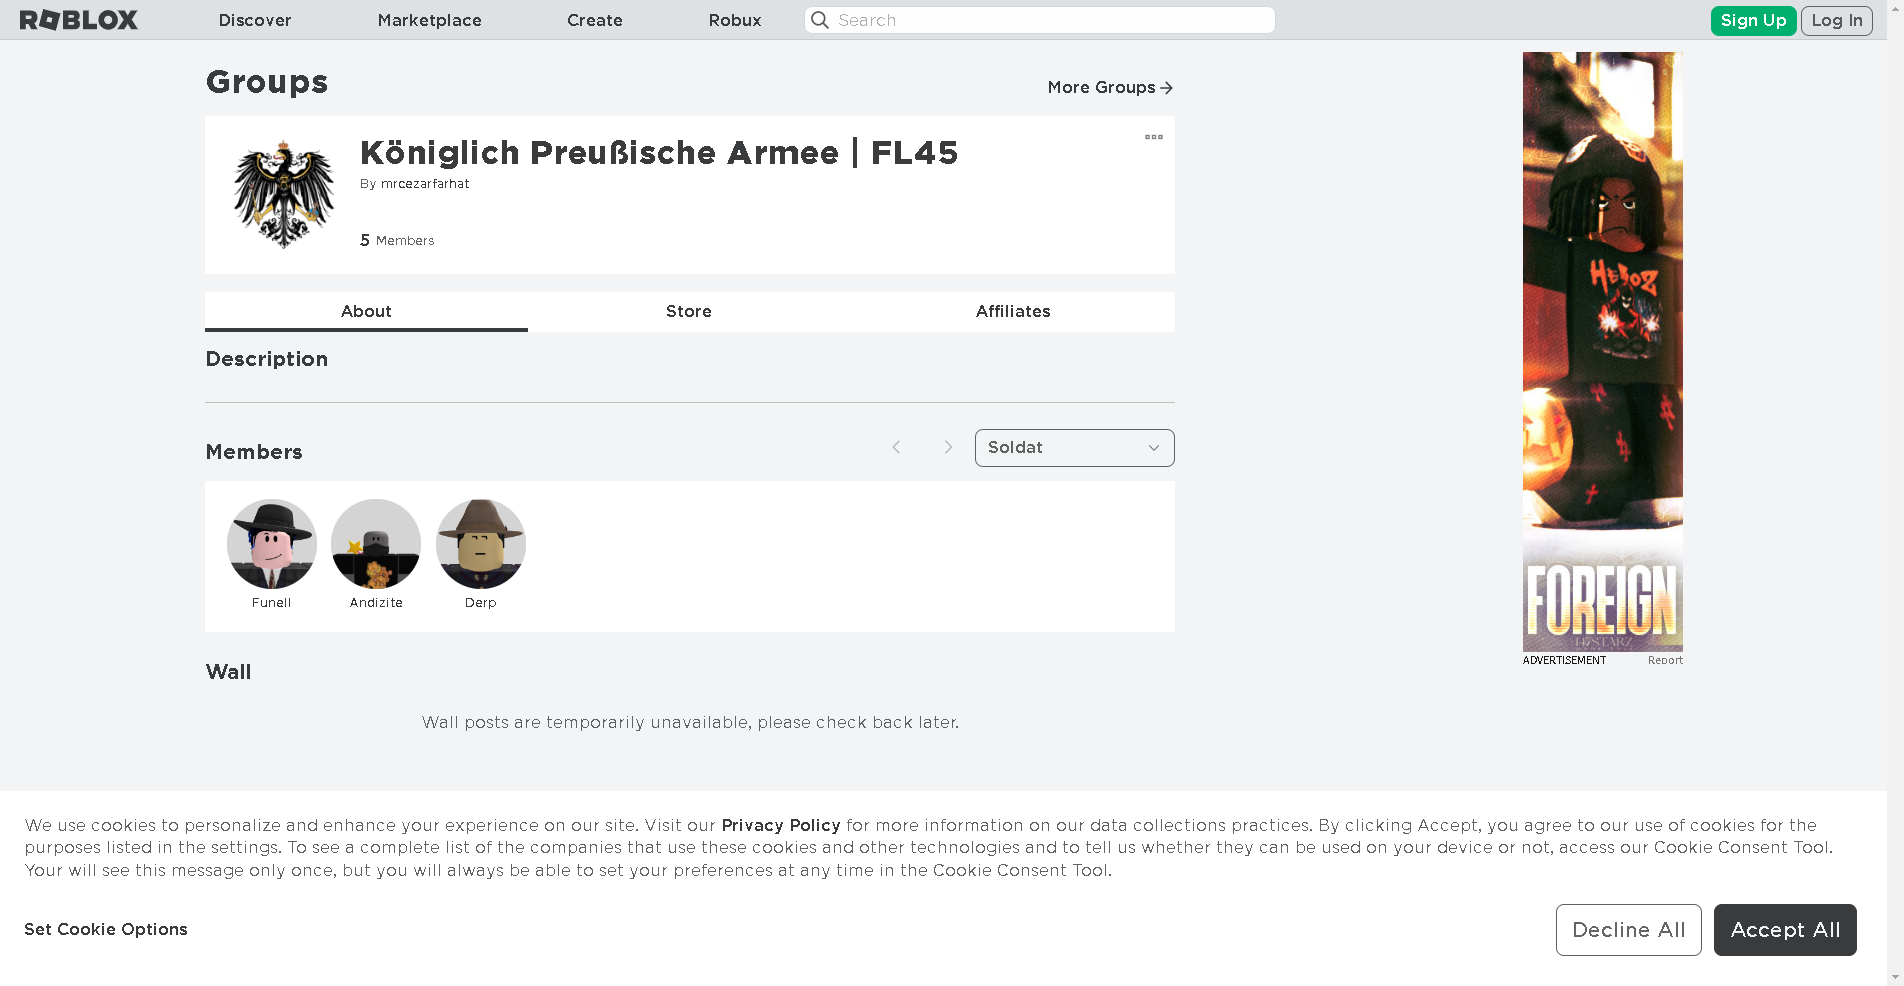 ROBLOX
Discover
Marketplace
Create
Robux
Search
Sign Up
Log In
Groups
More Groups
Königlich Preußische Armee | FL45
By mrcezarfarhat
5 Members
About
Store
Affiliates
Description
Members
Soldat
Funell
Andizite
Derp
Wall
Wall posts are temporarily unavailable, please check back later.
HEROZ
FOREIGN
ADVERTISEMENT
Report
We use cookies to personalize and enhance your experience on our site. Visit our Privacy Policy for more information on our data collections practices. By clicking Accept, you agree to our use of cookies for the
purposes listed in the settings. To see a complete list of the companies that use these cookies and other technologies and to tell us whether they can be used on your device or not, access our Cookie Consent Tool.
Your will see this message only once, but you will always be able to set your preferences at any time in the Cookie Consent Tool.
Set Cookie Options
Decline All
Accept All